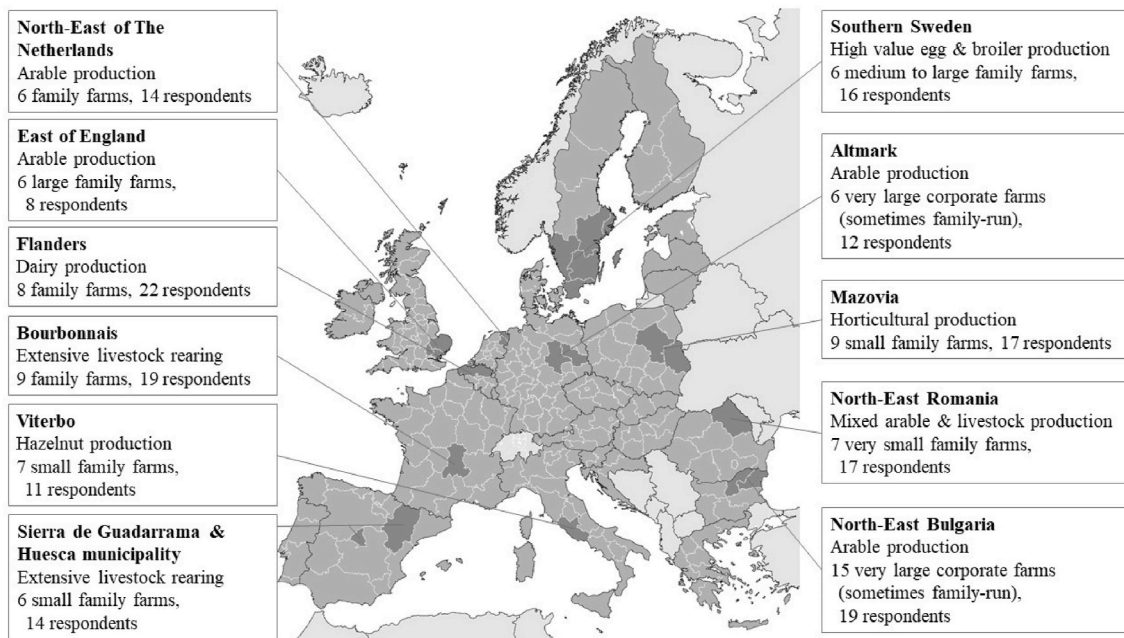 North-East of The
Netherlands
Arable production
6 family farms, 14 respondents
East of England
Arable production
6 large family farms,
8 respondents
Flanders
Dairy production
8 family farms, 22 respondents
Bourbonnais
Extensive livestock rearing
9 family farms, 19 respondents
Viterbo
Hazelnut production
7 small family farms,
11 respondents
Sierra de Guadarrama &
Huesca municipality
Extensive livestock rearing
6 small family farms,
14 respondents
Southern Sweden
High value egg & broiler production
6 medium to large family farms,
16 respondents
Altmark
Arable production
6 very large corporate farms
(sometimes family-run),
12 respondents
Mazovia
Horticultural production
9 small family farms, 17 respondents
North-East Romania
Mixed arable & livestock production
7 very small family farms,
17 respondents
North-East Bulgaria
Arable production
15 very large corporate farms
(sometimes family-run),
19 respondents